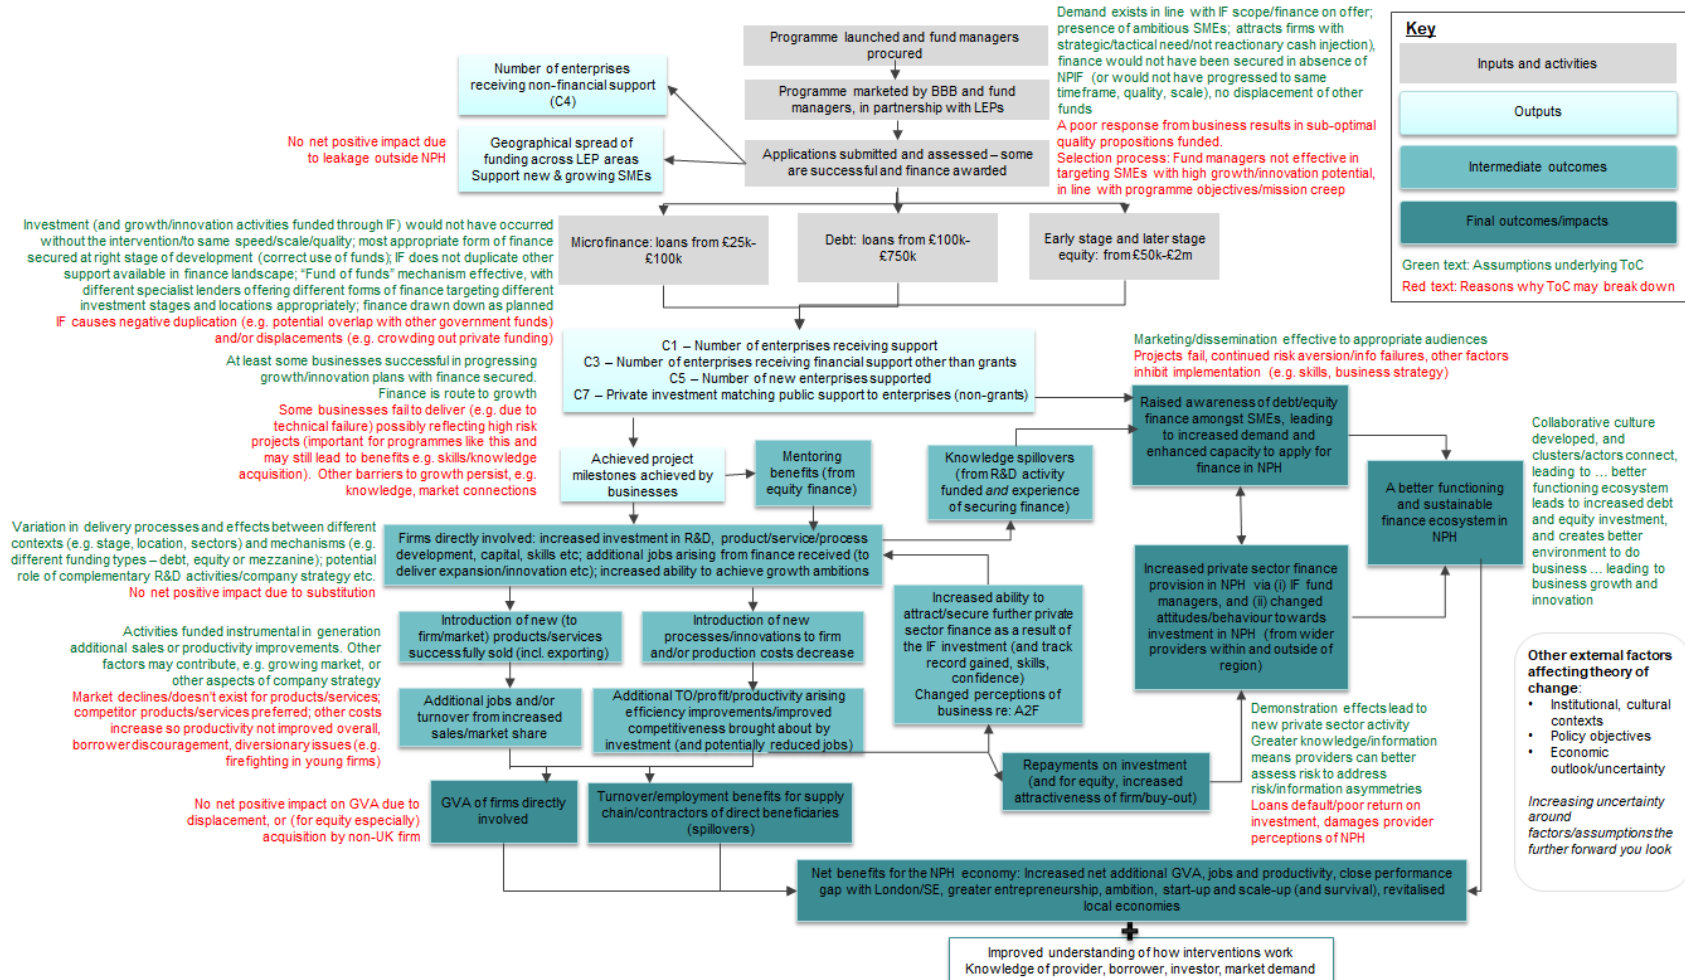 Programme launched and fund managers
procured
Programme marketed by BBB and fund
managers, in partnership with LEPs
Applications submitted and assessed – some
are successful and finance awarded
Number of enterprises
receiving non-financial support
(C4)
Geographical spread of
funding across LEP areas
Support new & growing SMEs
No net positive impact due
to leakage outside NPH
Demand exists in line with IF scope/finance on offer;
presence of ambitious SMEs; attracts firms with
strategic/tactical need/not reactionary cash injection),
finance would not have been secured in absence of
NPIF (or would not have progressed to same
timeframe, quality, scale), no displacement of other
funds
A poor response from business results in sub-optimal
quality propositions funded.
Selection process: Fund managers not effective in
targeting SMEs with high growth/innovation potential,
in line with programme objectives/mission creep
Key
Inputs and activities
Outputs
Intermediate outcomes
Final outcomes/impacts
Green text: Assumptions underlying ToC
Red text: Reasons why ToC may break down
Microfinance: loans from £25k-
£100k
Debt: loans from £100k-
£750k
Early stage and later stage
equity: from £50k-£2m
Investment (and growth/innovation activities funded through IF) would not have occurred
without the intervention/to same speed/scale/quality; most appropriate form of finance
secured at right stage of development (correct use of funds); IF does not duplicate other
support available in finance landscape; “Fund of funds” mechanism effective, with
different specialist lenders offering different forms of finance targeting different
investment stages and locations appropriately; finance drawn down as planned
IF causes negative duplication (e.g. potential overlap with other government funds)
and/or displacements (e.g. crowding out private funding)
C1 – Number of enterprises receiving support
C3 – Number of enterprises receiving financial support other than grants
C5 – Number of new enterprises supported
C7 – Private investment matching public support to enterprises (non-grants)
At least some businesses successful in progressing
growth/innovation plans with finance secured.
Finance is route to growth
Some businesses fail to deliver (e.g. due to
technical failure) possibly reflecting high risk
projects (important for programmes like this and
may still lead to benefits e.g. skills/knowledge
acquisition). Other barriers to growth persist, e.g.
knowledge, market connections
Achieved project
milestones achieved by
businesses
Mentoring
benefits (from
equity finance)
Knowledge spillovers
(from R&D activity
funded and experience
of securing finance)
Marketing/dissemination effective to appropriate audiences
Projects fail, continued risk aversion/info failures, other factors
inhibit implementation (e.g. skills, business strategy)
Raised awareness of debt/equity
finance amongst SMEs, leading
to increased demand and
enhanced capacity to apply for
finance in NPH
A better functioning
and sustainable
finance ecosystem in
NPH
Collaborative culture
developed, and
clusters/actors connect,
leading to ... better
functioning ecosystem
leads to increased debt
and equity investment,
and creates better
environment to do
business ... leading to
business growth and
innovation
Variation in delivery processes and effects between different
contexts (e.g. stage, location, sectors) and mechanisms (e.g.
different funding types – debt, equity or mezzanine); potential
role of complementary R&D activities/company strategy etc.
No net positive impact due to substitution
Firms directly involved: increased investment in R&D, product/service/process
development, capital, skills etc; additional jobs arising from finance received (to
deliver expansion/innovation etc); increased ability to achieve growth ambitions
Increased private sector finance
provision in NPH via (i) IF fund
managers, and (ii) changed
attitudes/behaviour towards
investment in NPH (from wider
providers within and outside of
region)
Increased ability to
attract/secure further private
sector finance as a result of
the IF investment (and track
record gained, skills,
confidence)
Changed perceptions of
business re: A2F
Introduction of new (to
firm/market) products/services
successfully sold (incl. exporting)
Introduction of new
processes/innovations to firm
and/or production costs decrease
Activities funded instrumental in generation
additional sales or productivity improvements. Other
factors may contribute, e.g. growing market, or
other aspects of company strategy
Market declines/doesn't exist for products/services;
competitor products/services preferred; other costs
increase so productivity not improved overall,
borrower discouragement, diversionary issues (e.g.
firefighting in young firms)
Additional jobs and/or
turnover from increased
sales/market share
Additional TO/profit/productivity arising
efficiency improvements/improved
competitiveness brought about by
investment (and potentially reduced jobs)
Other external factors
affecting theory of
change:
• Institutional, cultural
contexts
• Policy objectives
• Economic
outlook/uncertainty
Increasing uncertainty
around
factors/assumptions the
further forward you look
Repayments on investment
(and for equity, increased
attractiveness of firm/buy-out)
Demonstration effects lead to
new private sector activity
Greater knowledge/information
means providers can better
assess risk to address
risk/information asymmetries
Loans default/poor return on
investment, damages provider
perceptions of NPH
No net positive impact on GVA due to
displacement, or (for equity especially)
acquisition by non-UK firm
GVA of firms directly
involved
Turnover/employment benefits for supply
chain/contractors of direct beneficiaries
(spillovers)
Net benefits for the NPH economy: Increased net additional GVA, jobs and productivity, close performance
gap with London/SE, greater entrepreneurship, ambition, start-up and scale-up (and survival), revitalised
local economies
Improved understanding of how interventions work
Knowledge of provider, borrower, investor, market demand